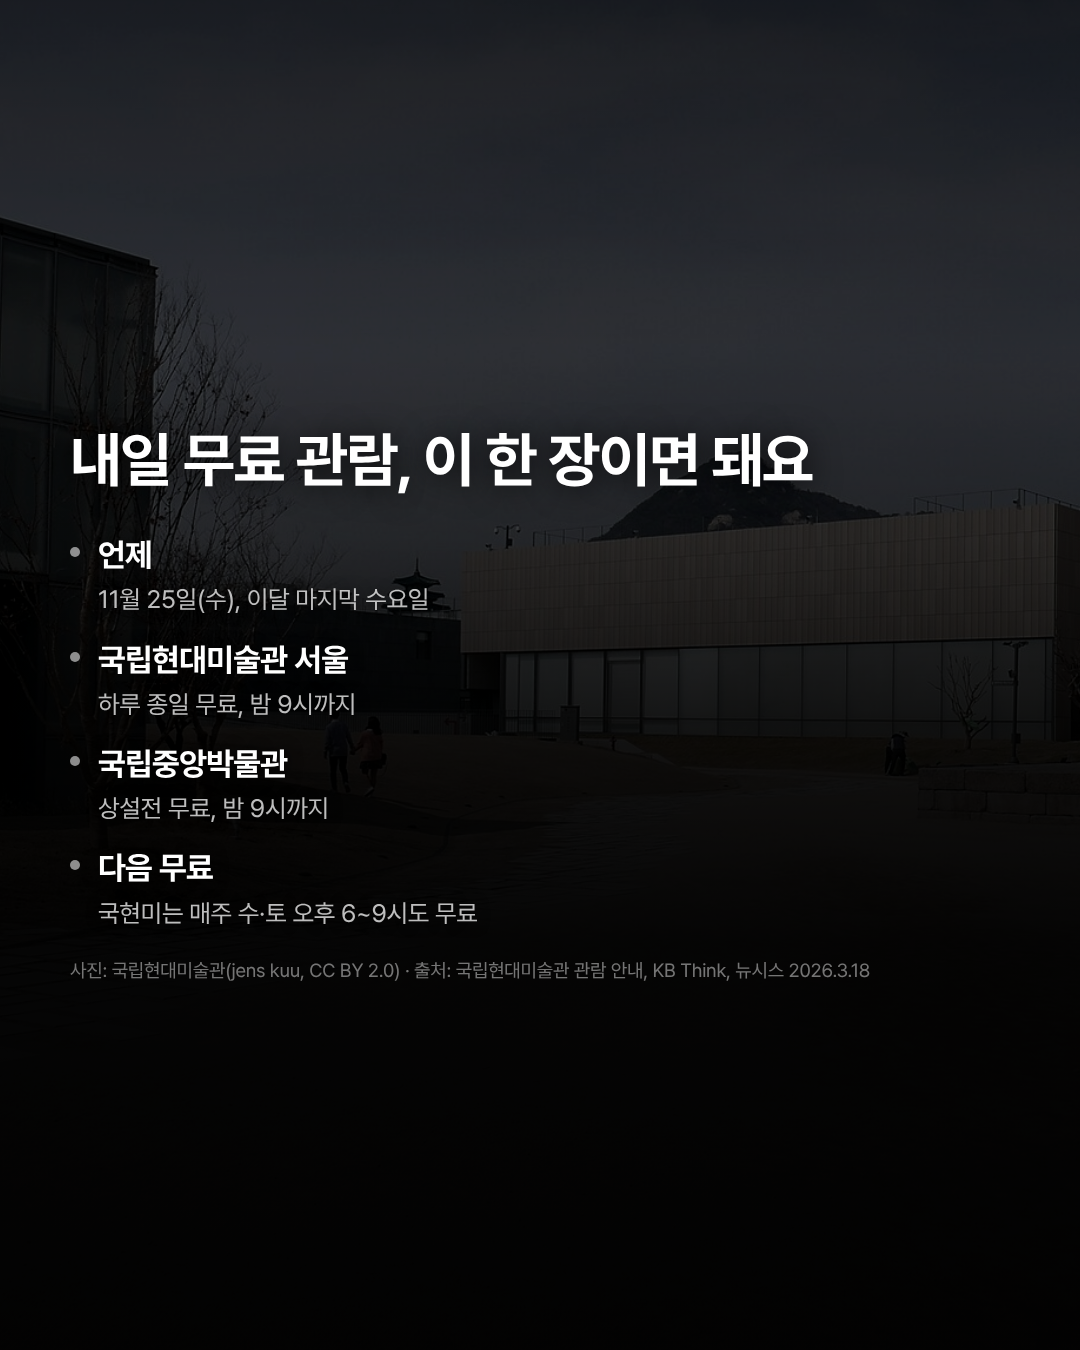 내일 무료 관람, 이 한 장이면 돼요
• 언제
11월 25일(수), 이달 마지막 수요일
• 국립현대미술관 서울
하루 종일 무료, 밤 9시까지
• 국립중앙박물관
상설전 무료, 밤 9시까지
• 다음 무료
국현미는 매주 수·토 오후 6~9시도 무료
사진: 국립현대미술관(jens kuu, CC BY 2.0) · 출처: 국립현대미술관 관람 안내, KB Think, 뉴시스 2026.3.18